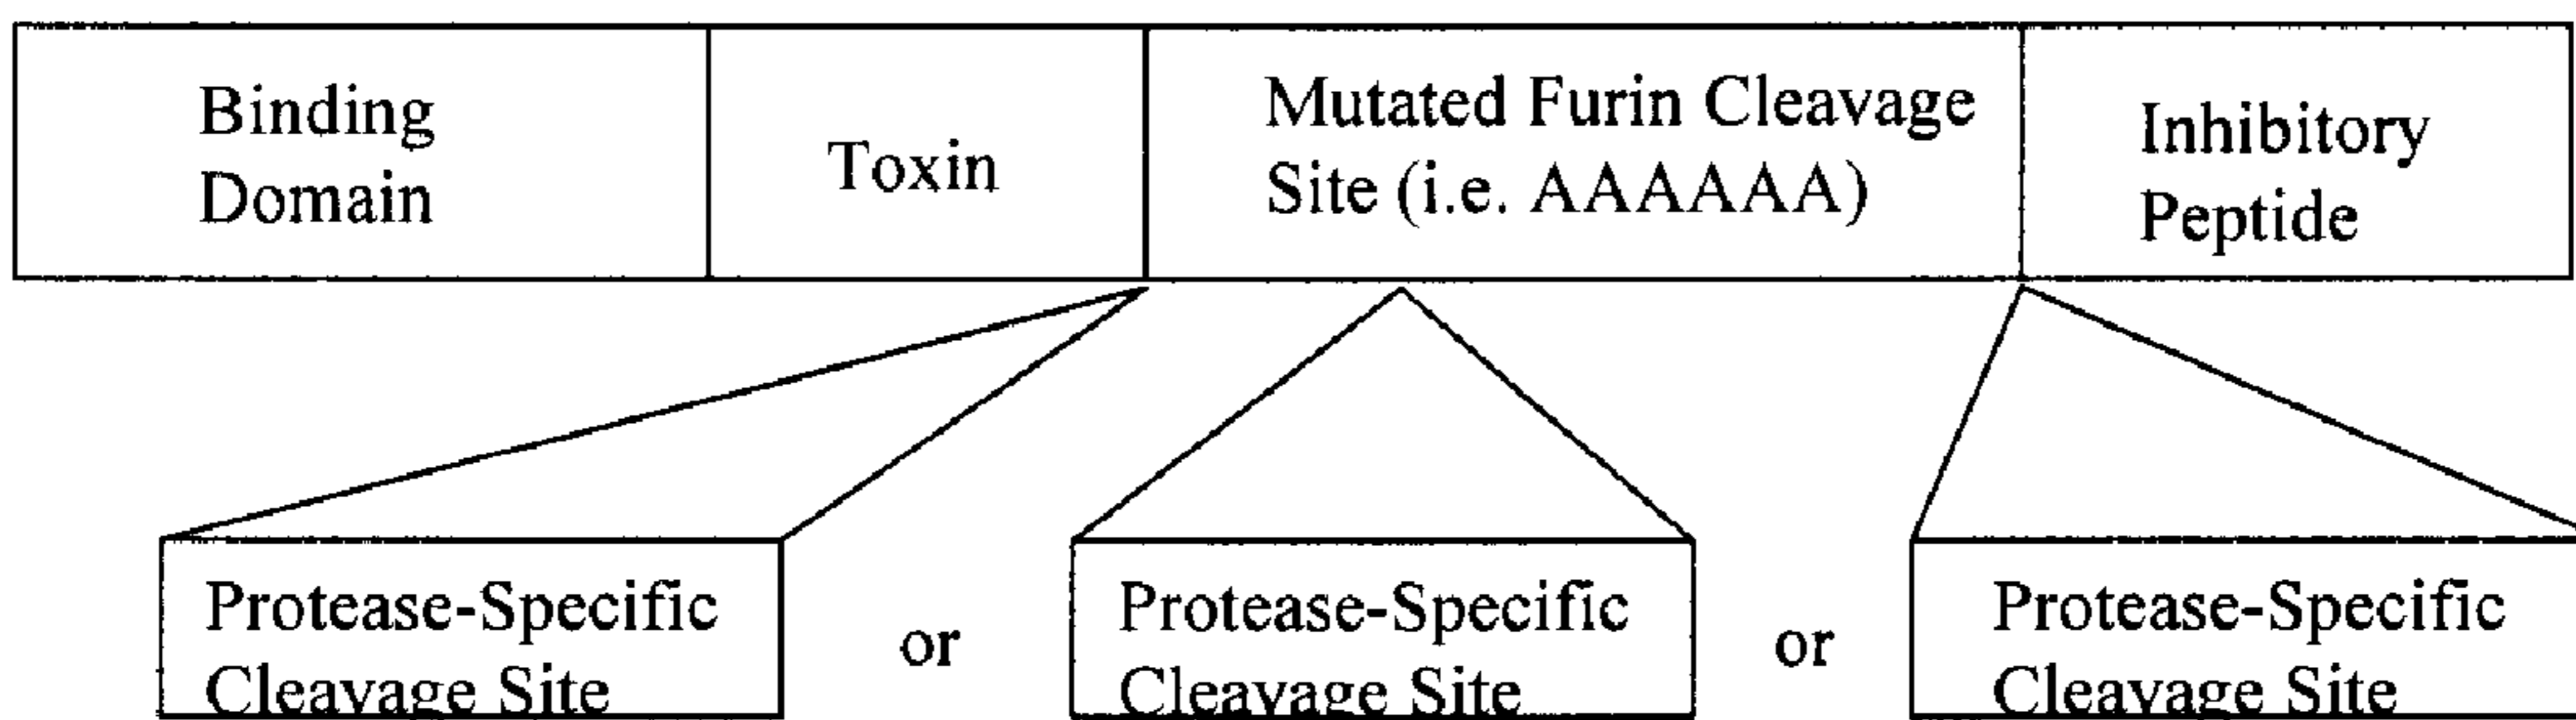 Binding
Domain
Toxin
Mutated Furin Cleavage
Site (i.e. AAAAAA)
Inhibitory
Peptide
Protease-Specific
Cleavage Site
or
Protease-Specific
Cleavage Site
or
Protease-Specific
Cleavage Site